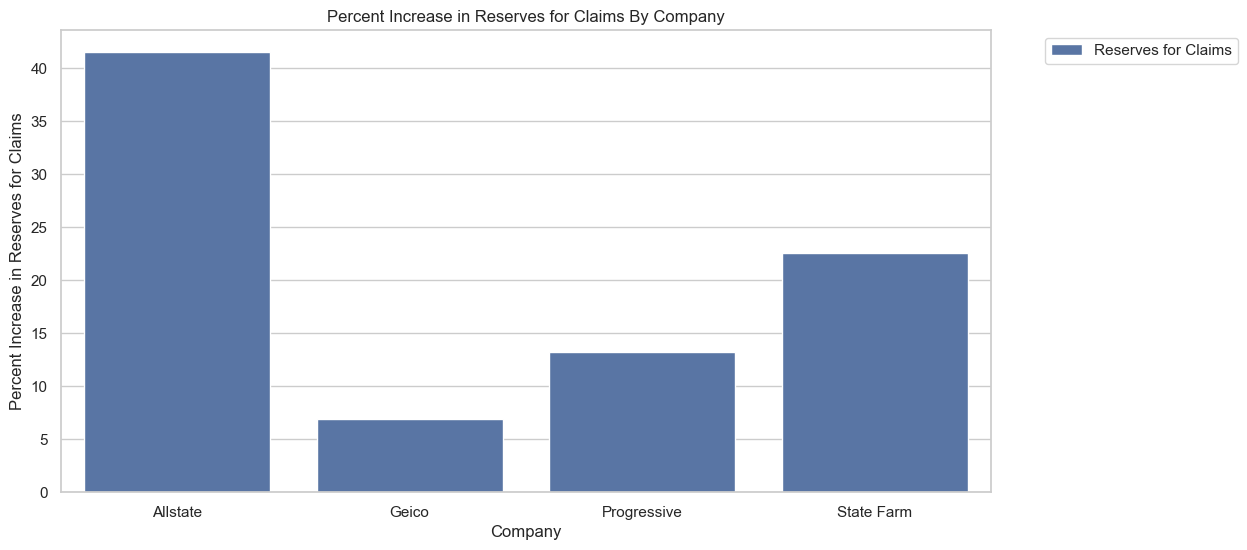 Percent Increase in Reserves for Claims By Company
Reserves for Claims
Percent Increase in Reserves for Claims
40
35
30
25
20
15
10
5
0
Allstate Geico Progressive State Farm
Company